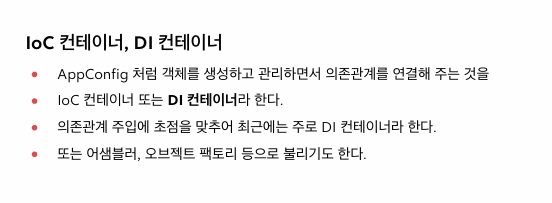 IoC 컨테이너, DI 컨테이너
• AppConfig 처럼 객체를 생성하고 관리하면서 의존관계를 연결해 주는 것을
• IoC 컨테이너 또는 DI 컨테이너라 한다.
• 의존관계 주입에 초점을 맞추어 최근에는 주로 DI 컨테이너라 한다.
• 또는 어샘블러, 오브젝트 팩토리 등으로 불리기도 한다.